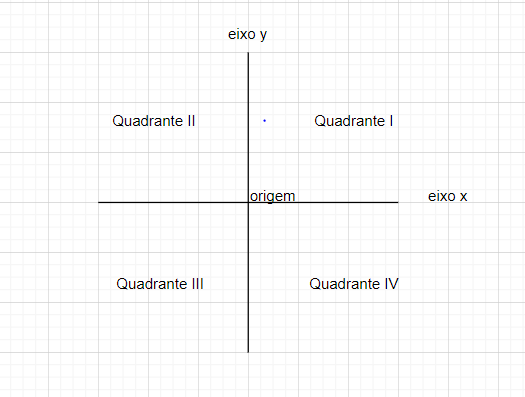 eixo y
Quadrante II
Quadrante I
origem
eixo x
Quadrante III
Quadrante IV